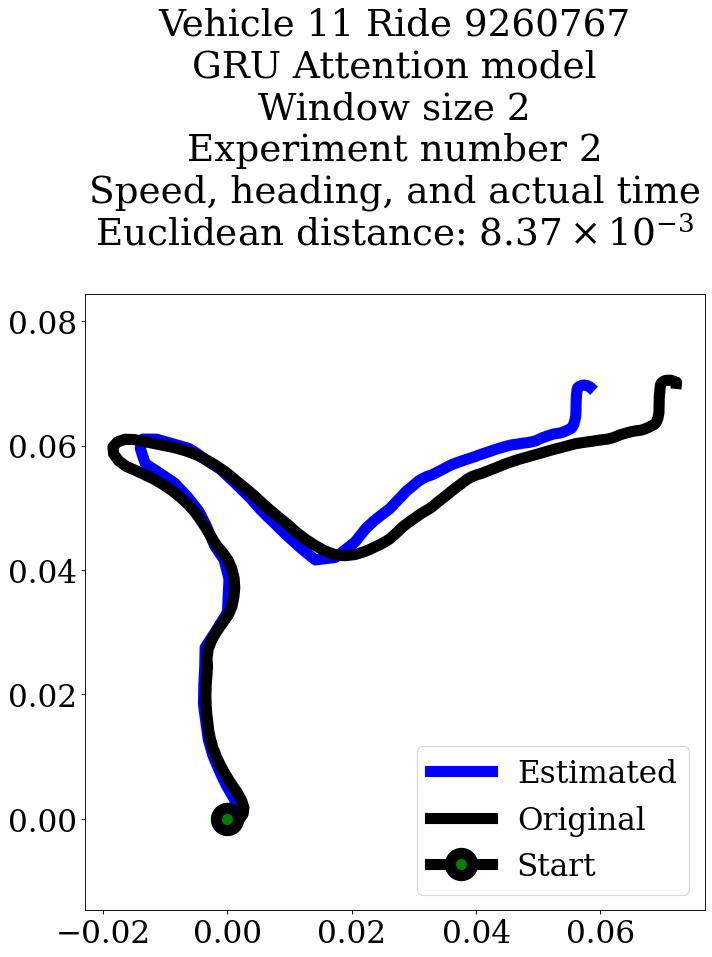 Vehicle 11 Ride 9260767
GRU Attention model
Window size 2
Experiment number 2
Speed, heading, and actual time
Euclidean distance: 8.37 × 10⁻³
0.08
0.06
0.04
0.02
0.00
Estimated
Original
Start
−0.02 0.00 0.02 0.04 0.06